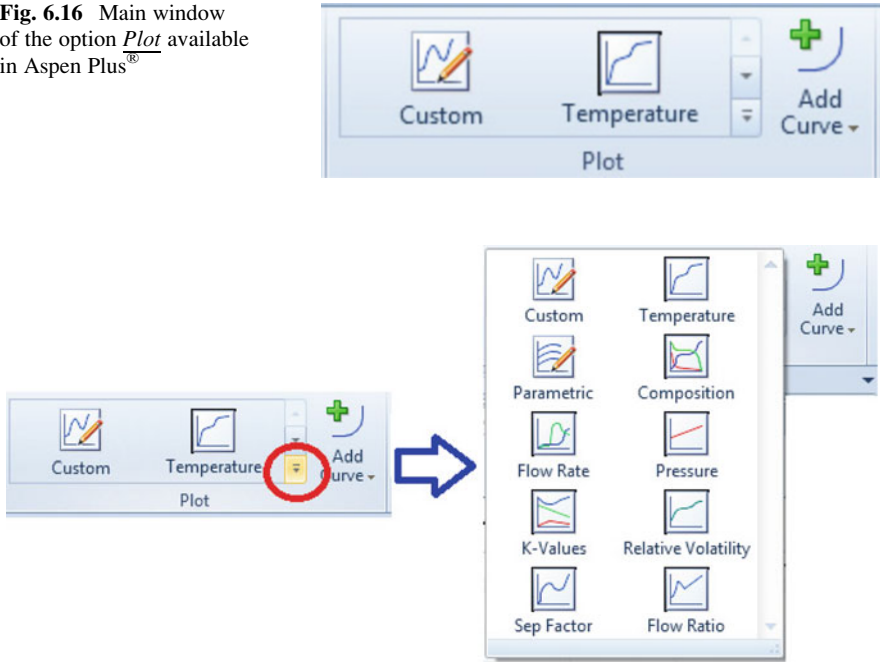 Fig. 6.16 Main window
of the option Plot available
in Aspen Plus®
Custom
Temperature
Add
Curve
Plot
Custom
Temperature
Add
Curve
Parametric
Composition
Flow Rate
Pressure
K-Values
Relative Volatility
Sep Factor
Flow Ratio
Custom
Temperature
Add
urve
Plot